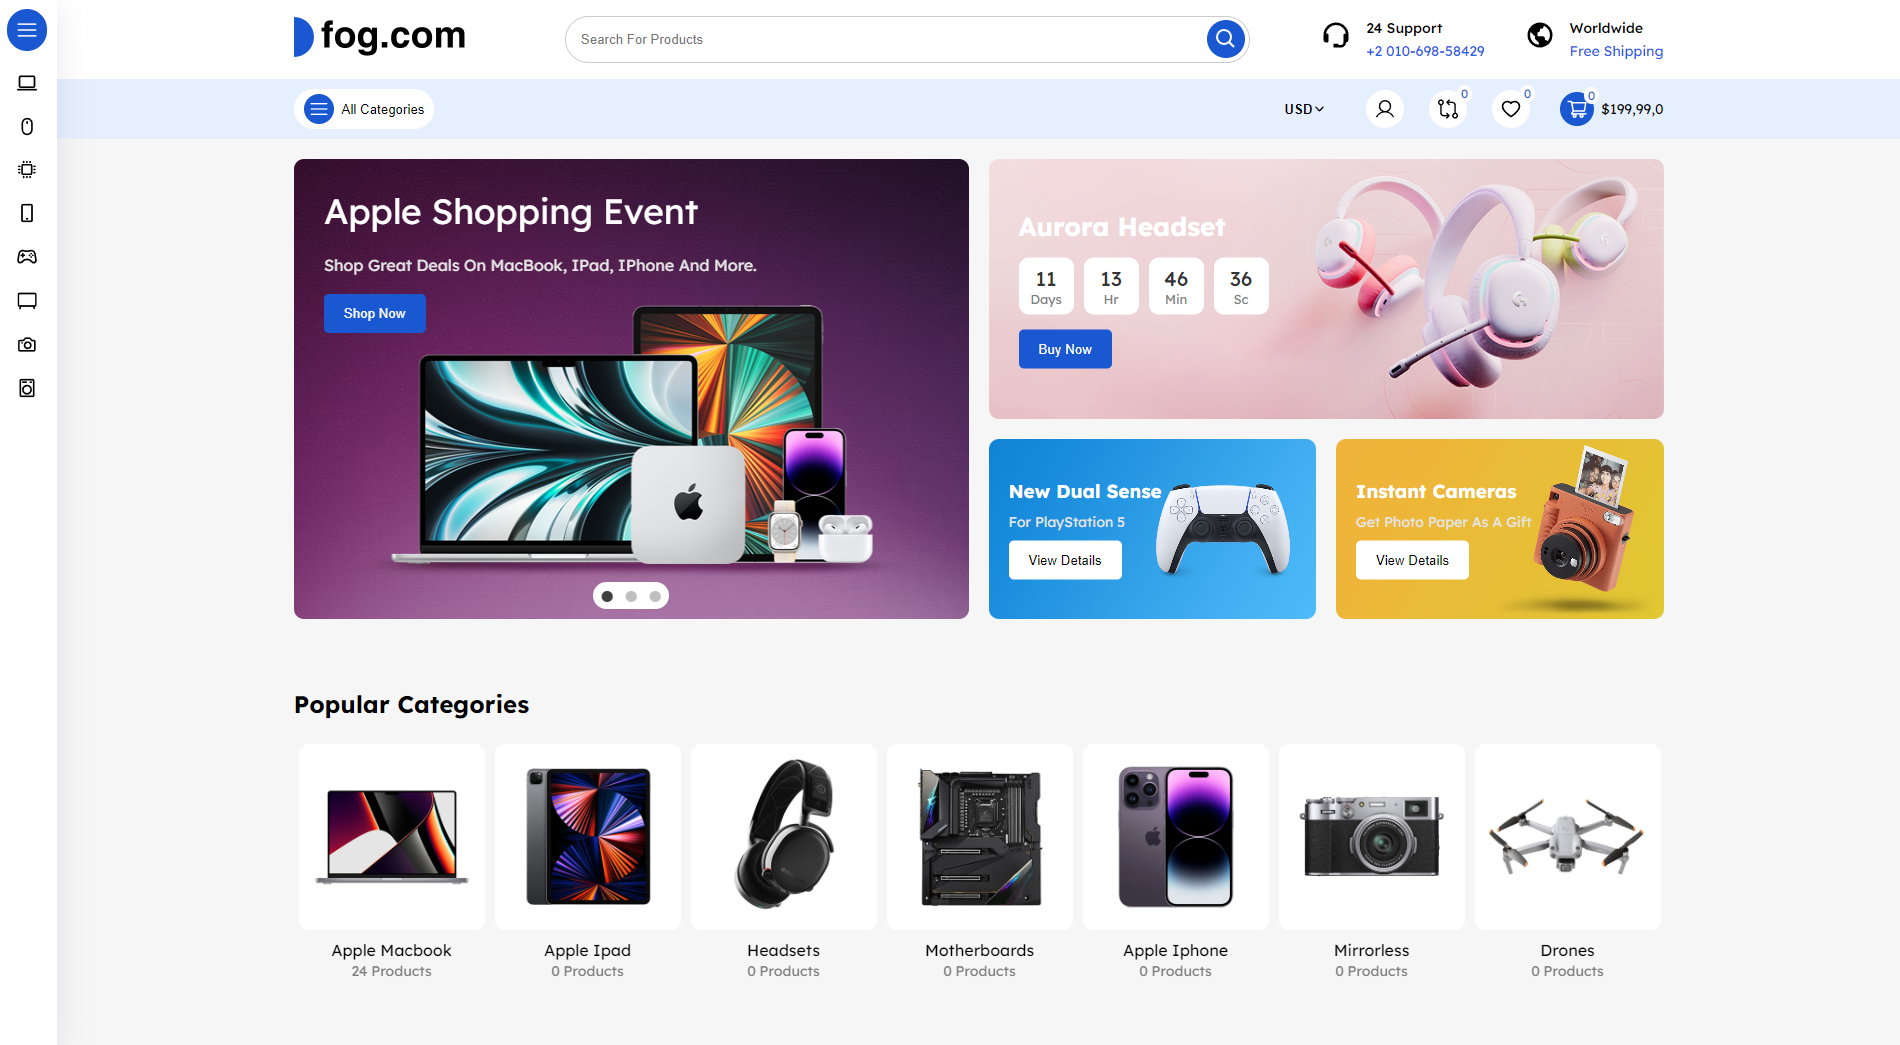 fog.com
Search For Products
24 Support
+2 010-698-58429
Worldwide
Free Shipping
All Categories
USD
0
0
0
$199,99,0
Apple Shopping Event
Shop Great Deals On MacBook, IPad, IPhone And More.
Shop Now
Aurora Headset
11 13 46 36
Days Hr Min Sc
Buy Now
New Dual Sense
For PlayStation 5
View Details
Instant Cameras
Get Photo Paper As A Gift
View Details
Popular Categories
Apple Macbook
24 Products
Apple Ipad
0 Products
Headsets
0 Products
Motherboards
0 Products
Apple Iphone
0 Products
Mirrorless
0 Products
Drones
0 Products